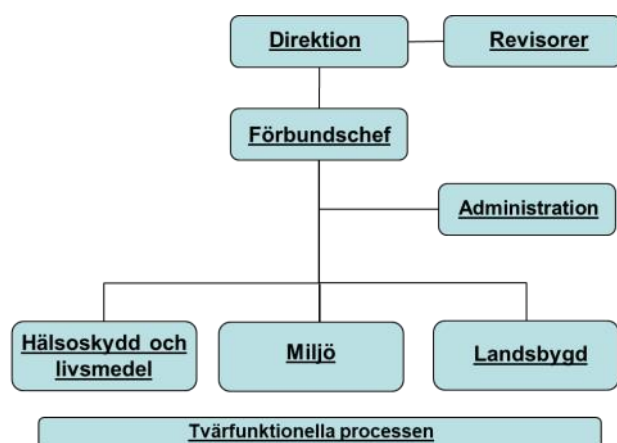 Direktion
Revisorer
Förbundschef
Administration
Hälsoskydd och
livsmedel
Miljö
Landsbygd
Tvärfunktionella processen